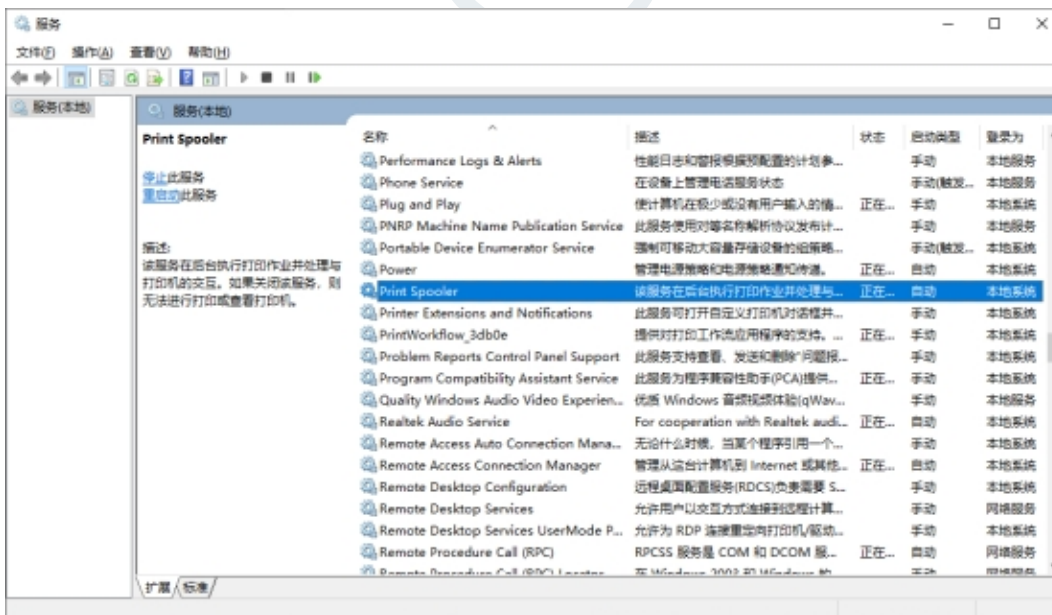 服务
文件(F) 操作(A) 查看(V) 帮助(H)
服务(本地)
服务(本地)
Print Spooler
停止此服务
重启动此服务
描述:
该服务在后台执行打印作业并处理与
打印机的交互。如果关闭该服务，则
无法进行打印或查看打印机。
名称 描述 状态 启动类型 登录为
Performance Logs & Alerts 性能日志和警报根据预配置的计划参... 手动 本地服务
Phone Service 在设备上管理电话服务状态 手动(触发... 本地服务
Plug and Play 使计算机在极少或没有用户输入的情... 正在... 手动 本地系统
PNRP Machine Name Publication Service 此服务使用对等名称解析协议发布计... 手动 本地服务
Portable Device Enumerator Service 强制可移动大容量存储设备的组策略... 手动(触发... 本地系统
Power 管理电源策略和电源策略通知传递。 正在... 自动 本地系统
Print Spooler 该服务在后台执行打印作业并处理与... 正在... 自动 本地系统
Printer Extensions and Notifications 此服务可打开自定义打印机对话框并... 手动 本地系统
PrintWorkflow_3db0e 提供对打印工作流应用程序的支持。... 正在... 手动 本地系统
Problem Reports Control Panel Support 此服务支持查看、发送和删除“问题报... 手动 本地系统
Program Compatibility Assistant Service 此服务为程序兼容性助手(PCA)提供... 正在... 手动 本地系统
Quality Windows Audio Video Experien... 优质 Windows 音频视频体验(qWav... 手动 本地服务
Realtek Audio Service For cooperation with Realtek audi... 正在... 自动 本地系统
Remote Access Auto Connection Mana... 无论什么时候，当某个程序引用一个... 手动 本地系统
Remote Access Connection Manager 管理从这台计算机到 Internet 或其他... 正在... 自动 本地系统
Remote Desktop Configuration 远程桌面配置服务(RDCS)负责需要 S... 手动 本地系统
Remote Desktop Services 允许用户以交互方式连接到远程计算... 手动 网络服务
Remote Desktop Services UserMode P... 允许为 RDP 连接重定向打印机/驱动... 手动 本地系统
Remote Procedure Call (RPC) RPCSS 服务是 COM 和 DCOM 服... 正在... 自动 网络服务
Remote Procedure Call (RPC) Locator 在 Windows 2003 和 Windows 的... 手动 网络服务
扩展 标准